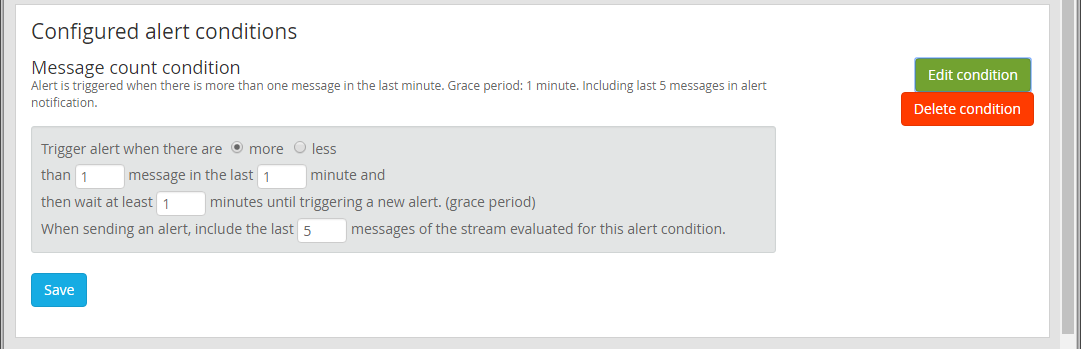 Configured alert conditions
Message count condition
Edit condition
Alert is triggered when there is more than one message in the last minute. Grace period: 1 minute. Including last 5 messages in alert
notification.
Delete condition
Trigger alert when there are more less
than 1 message in the last 1 minute and
then wait at least 1 minutes until triggering a new alert. (grace period)
When sending an alert, include the last 5 messages of the stream evaluated for this alert condition.
Save